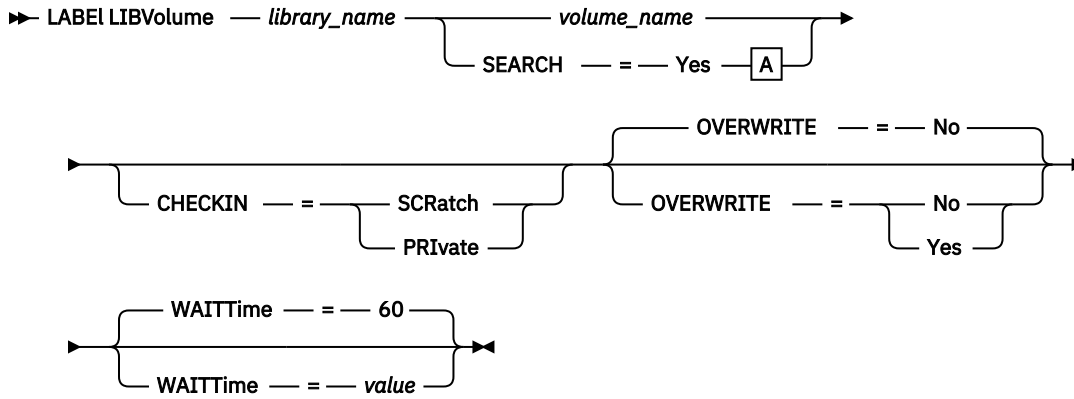 LABEl LIBVolume library_name volume_name
SEARCH = Yes A
OVERWRITE = No
CHECKIN = SCRatch OVERWRITE = No
PRIvate Yes
WAITTime = 60
WAITTime = value